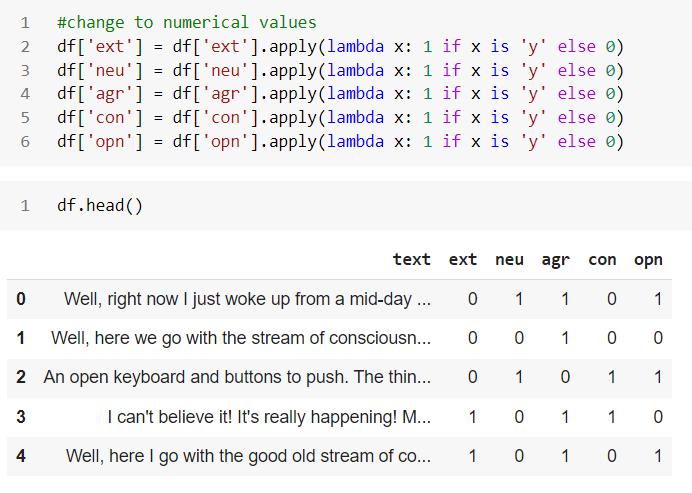 1 #change to numerical values
2 df['ext'] = df['ext'].apply(lambda x: 1 if x is 'y' else 0)
3 df['neu'] = df['neu'].apply(lambda x: 1 if x is 'y' else 0)
4 df['agr'] = df['agr'].apply(lambda x: 1 if x is 'y' else 0)
5 df['con'] = df['con'].apply(lambda x: 1 if x is 'y' else 0)
6 df['opn'] = df['opn'].apply(lambda x: 1 if x is 'y' else 0)
1 df.head()
text ext neu agr con opn
0 Well, right now I just woke up from a mid-day ... 0 1 1 0 1
1 Well, here we go with the stream of consciousn... 0 0 1 0 0
2 An open keyboard and buttons to push. The thin... 0 1 0 1 1
3 I can't believe it! It's really happening! M... 1 0 1 1 0
4 Well, here I go with the good old stream of co... 1 0 1 0 1